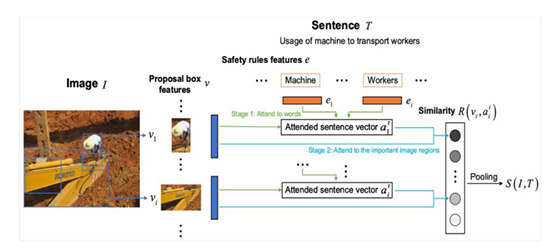 Sentence T
Usage of machine to transport workers
Safety rules features e
Image I
Proposal box features v
... Machine ... Workers ...
e₁ eᵢ
Similarity R(vᵢ, aᵢᵗ)
Stage 1: Attend to words
v₁
Attended sentence vector a₁ᵗ
Stage 2: Attend to the important image regions
Pooling S(I,T)
vᵢ
Attended sentence vector aᵢᵗ